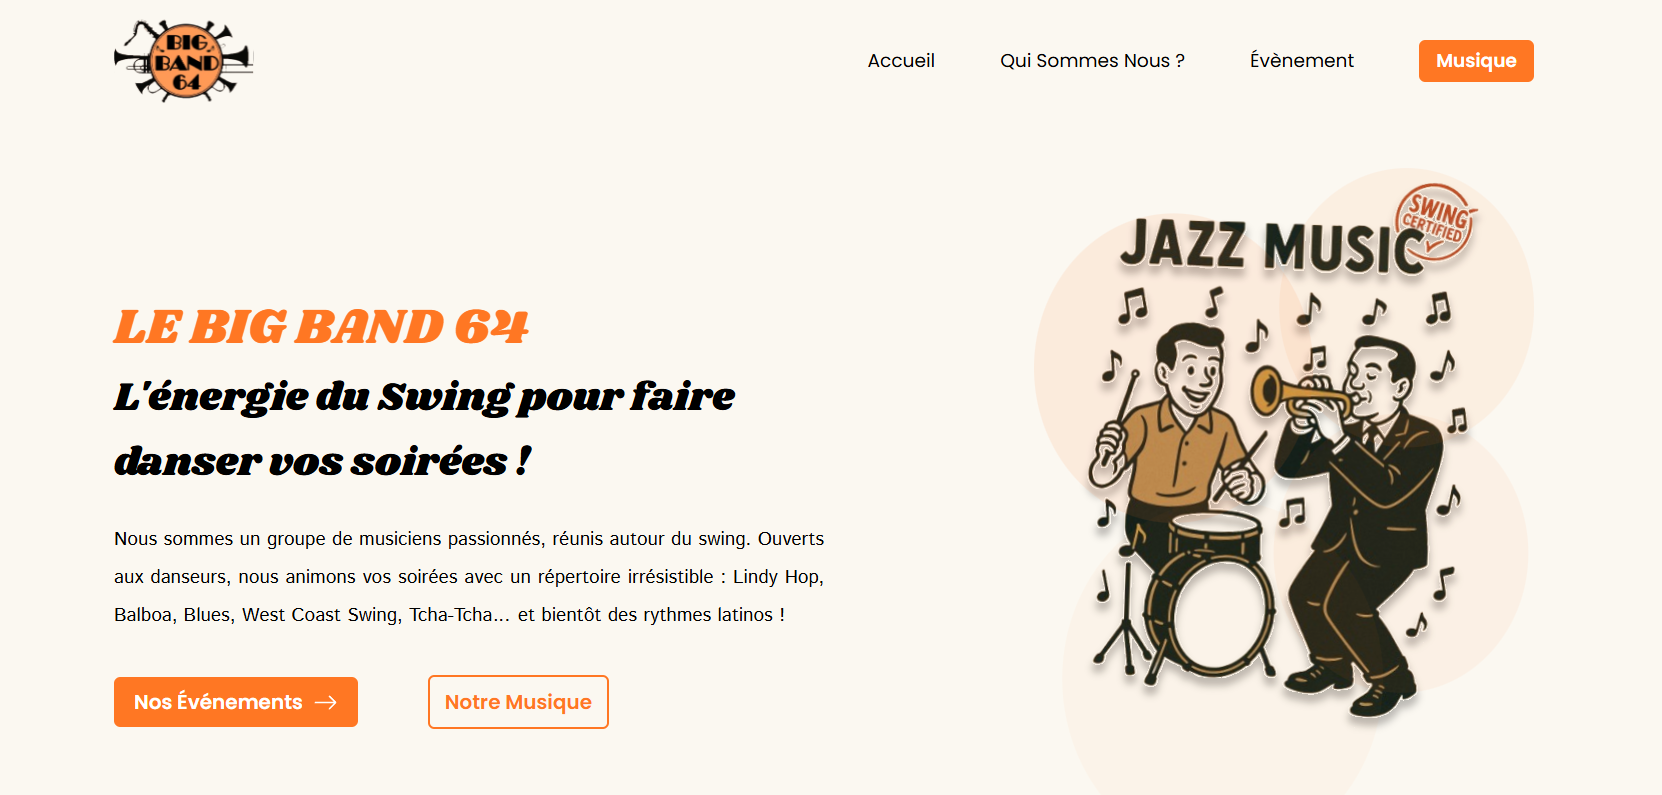 BIG
BAND
64
Accueil
Qui Sommes Nous ?
Évènement
Musique
SWING
CERTIFIED
JAZZ MUSIC
LE BIG BAND 64
L'énergie du Swing pour faire
danser vos soirées !
Nous sommes un groupe de musiciens passionnés, réunis autour du swing. Ouverts
aux danseurs, nous animons vos soirées avec un répertoire irrésistible : Lindy Hop,
Balboa, Blues, West Coast Swing, Tcha-Tcha... et bientôt des rythmes latinos !
Nos Événements →
Notre Musique